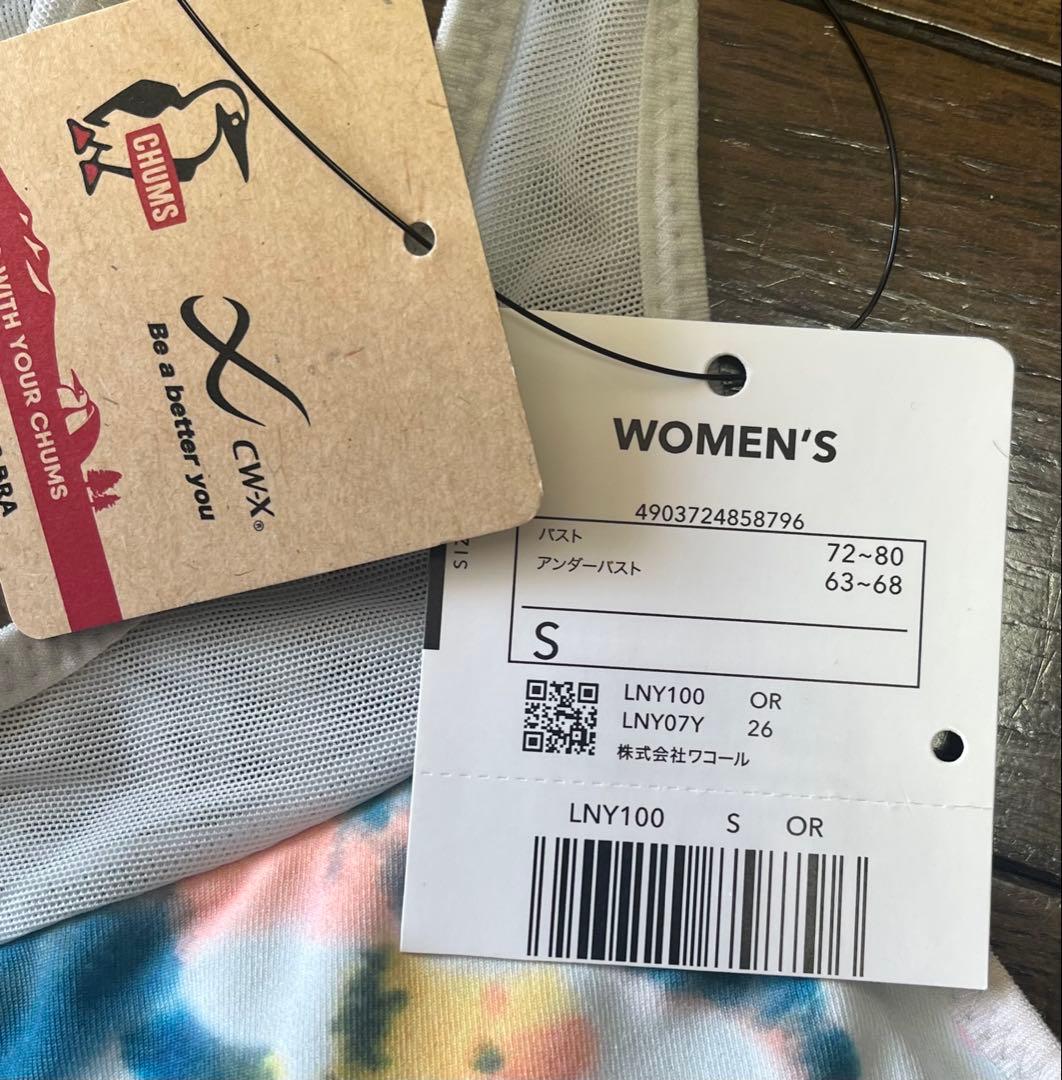 CHUMS
CW-X®
Be a better you
WITH YOUR CHUMS
BRA
WOMEN'S
4903724858796
バスト 72~80
アンダーバスト 63~68
S
LNY100 OR
LNY07Y 26
株式会社ワコール
LNY100 S OR